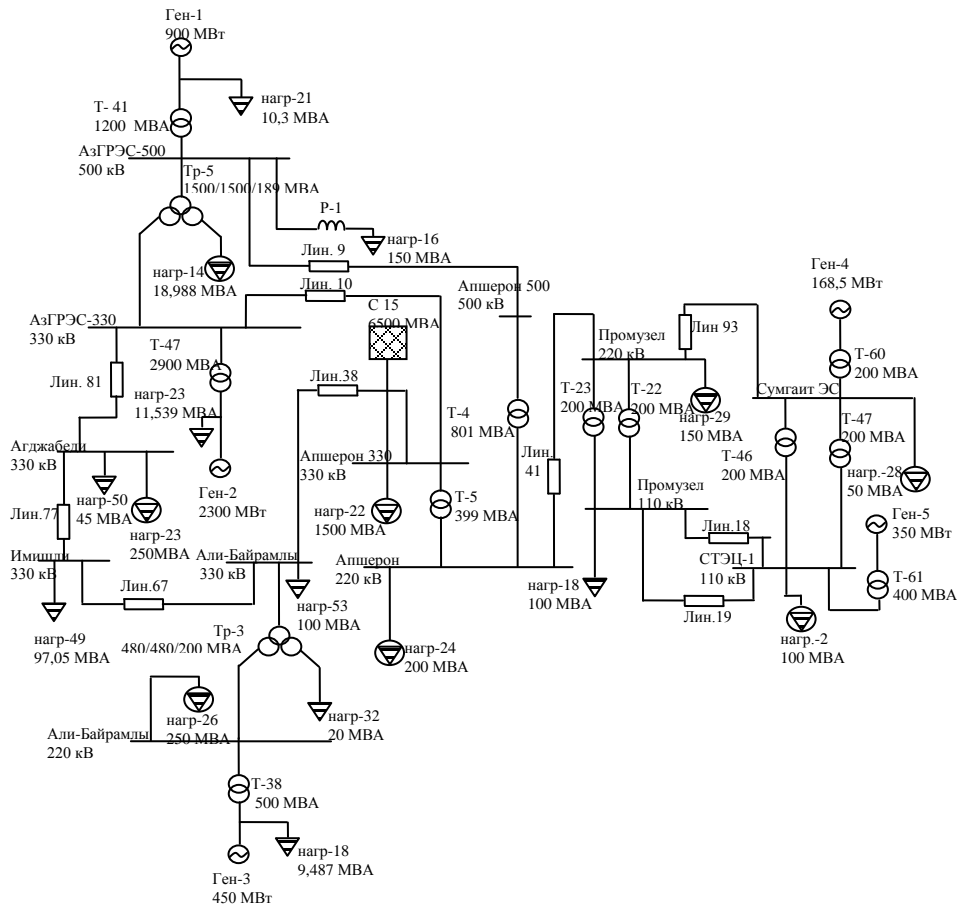 Ген-1
900 МВт
нагр-21
10,3 МВА
Т- 41
1200 МВА
АзГРЭС-500
500 кВ
Тр-5
1500/1500/189 МВА
Р-1
нагр-16
150 МВА
Лин. 9
нагр-14
18,988 МВА
Лин. 10
Апшерон 500
500 кВ
Ген-4
168,5 МВт
С 15
6500 МВА
АзГРЭС-330
330 кВ
Т-47
2900 МВА
Лин 93
Промузел
220 кВ
Т-60
200 МВА
Лин. 81
нагр-23
11,539 МВА
Лин.38
Т-23
200 МВА
Т-22
200 МВА
Сумгаит ЭС
нагр-29
150 МВА
Т-4
801 МВА
Т-47
200 МВА
Т-46
200 МВА
Агджабеди
330 кВ
Апшерон 330
330 кВ
Лин.
41
нагр.-28
50 МВА
Ген-2
2300 МВт
нагр-50
45 МВА
Т-5
399 МВА
Промузел
110 кВ
Лин.77
нагр-23
250МВА
нагр-22
1500 МВА
Ген-5
350 МВт
Лин.18
Имишли
330 кВ
Али-Байрамлы
330 кВ
Апшерон
220 кВ
СТЭЦ-1
110 кВ
Т-61
400 МВА
Лин.67
нагр-53
100 МВА
нагр-18
100 МВА
Лин.19
нагр-49
97,05 МВА
Тр-3
480/480/200 МВА
нагр.-2
100 МВА
нагр-24
200 МВА
нагр-26
250 МВА
нагр-32
20 МВА
Али-Байрамлы
220 кВ
Т-38
500 МВА
нагр-18
9,487 МВА
Ген-3
450 МВт